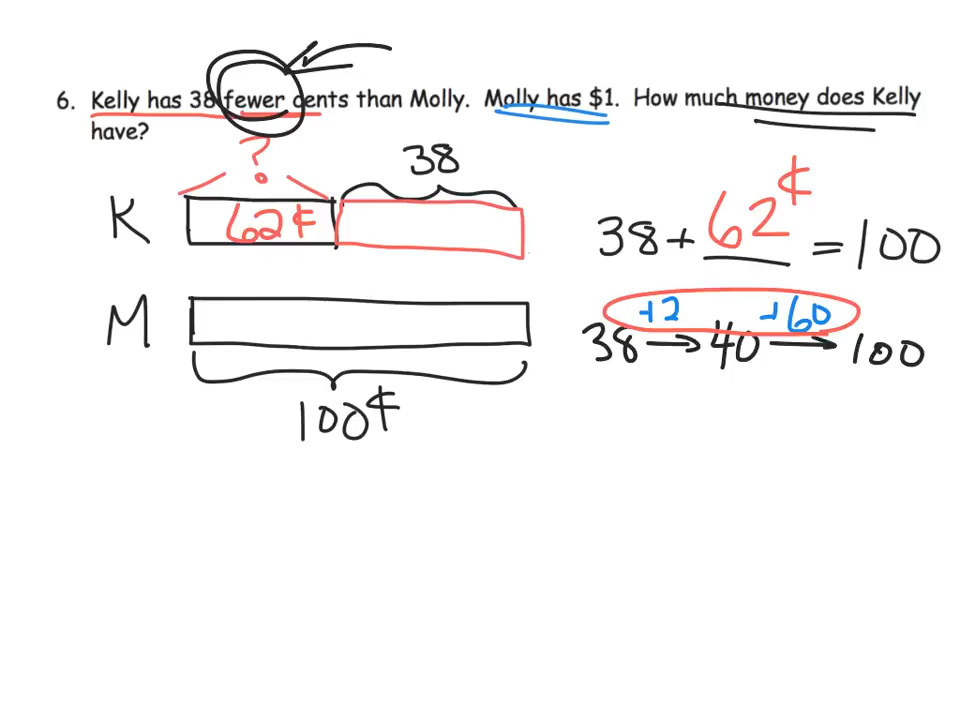 6. Kelly has 38 fewer cents than Molly. Molly has $1. How much money does Kelly
have?
?
38
K 62¢
38 + 62¢ = 100
M
+2 +60
38 → 40 → 100
100¢